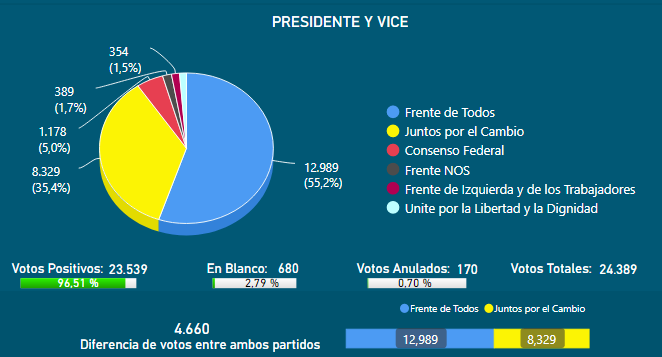 PRESIDENTE Y VICE
354
(1,5%)
389
(1,7%)
1.178
(5,0%)
8.329
(35,4%)
12.989
(55,2%)
Frente de Todos
Juntos por el Cambio
Consenso Federal
Frente NOS
Frente de Izquierda y de los Trabajadores
Unite por la Libertad y la Dignidad
Votos Positivos: 23.539
96,51 %
En Blanco: 680
2,79 %
Votos Anulados: 170
0,70 %
Votos Totales: 24.389
4.660
Diferencia de votos entre ambos partidos
Frente de Todos Juntos por el Cambio
12,989 8,329